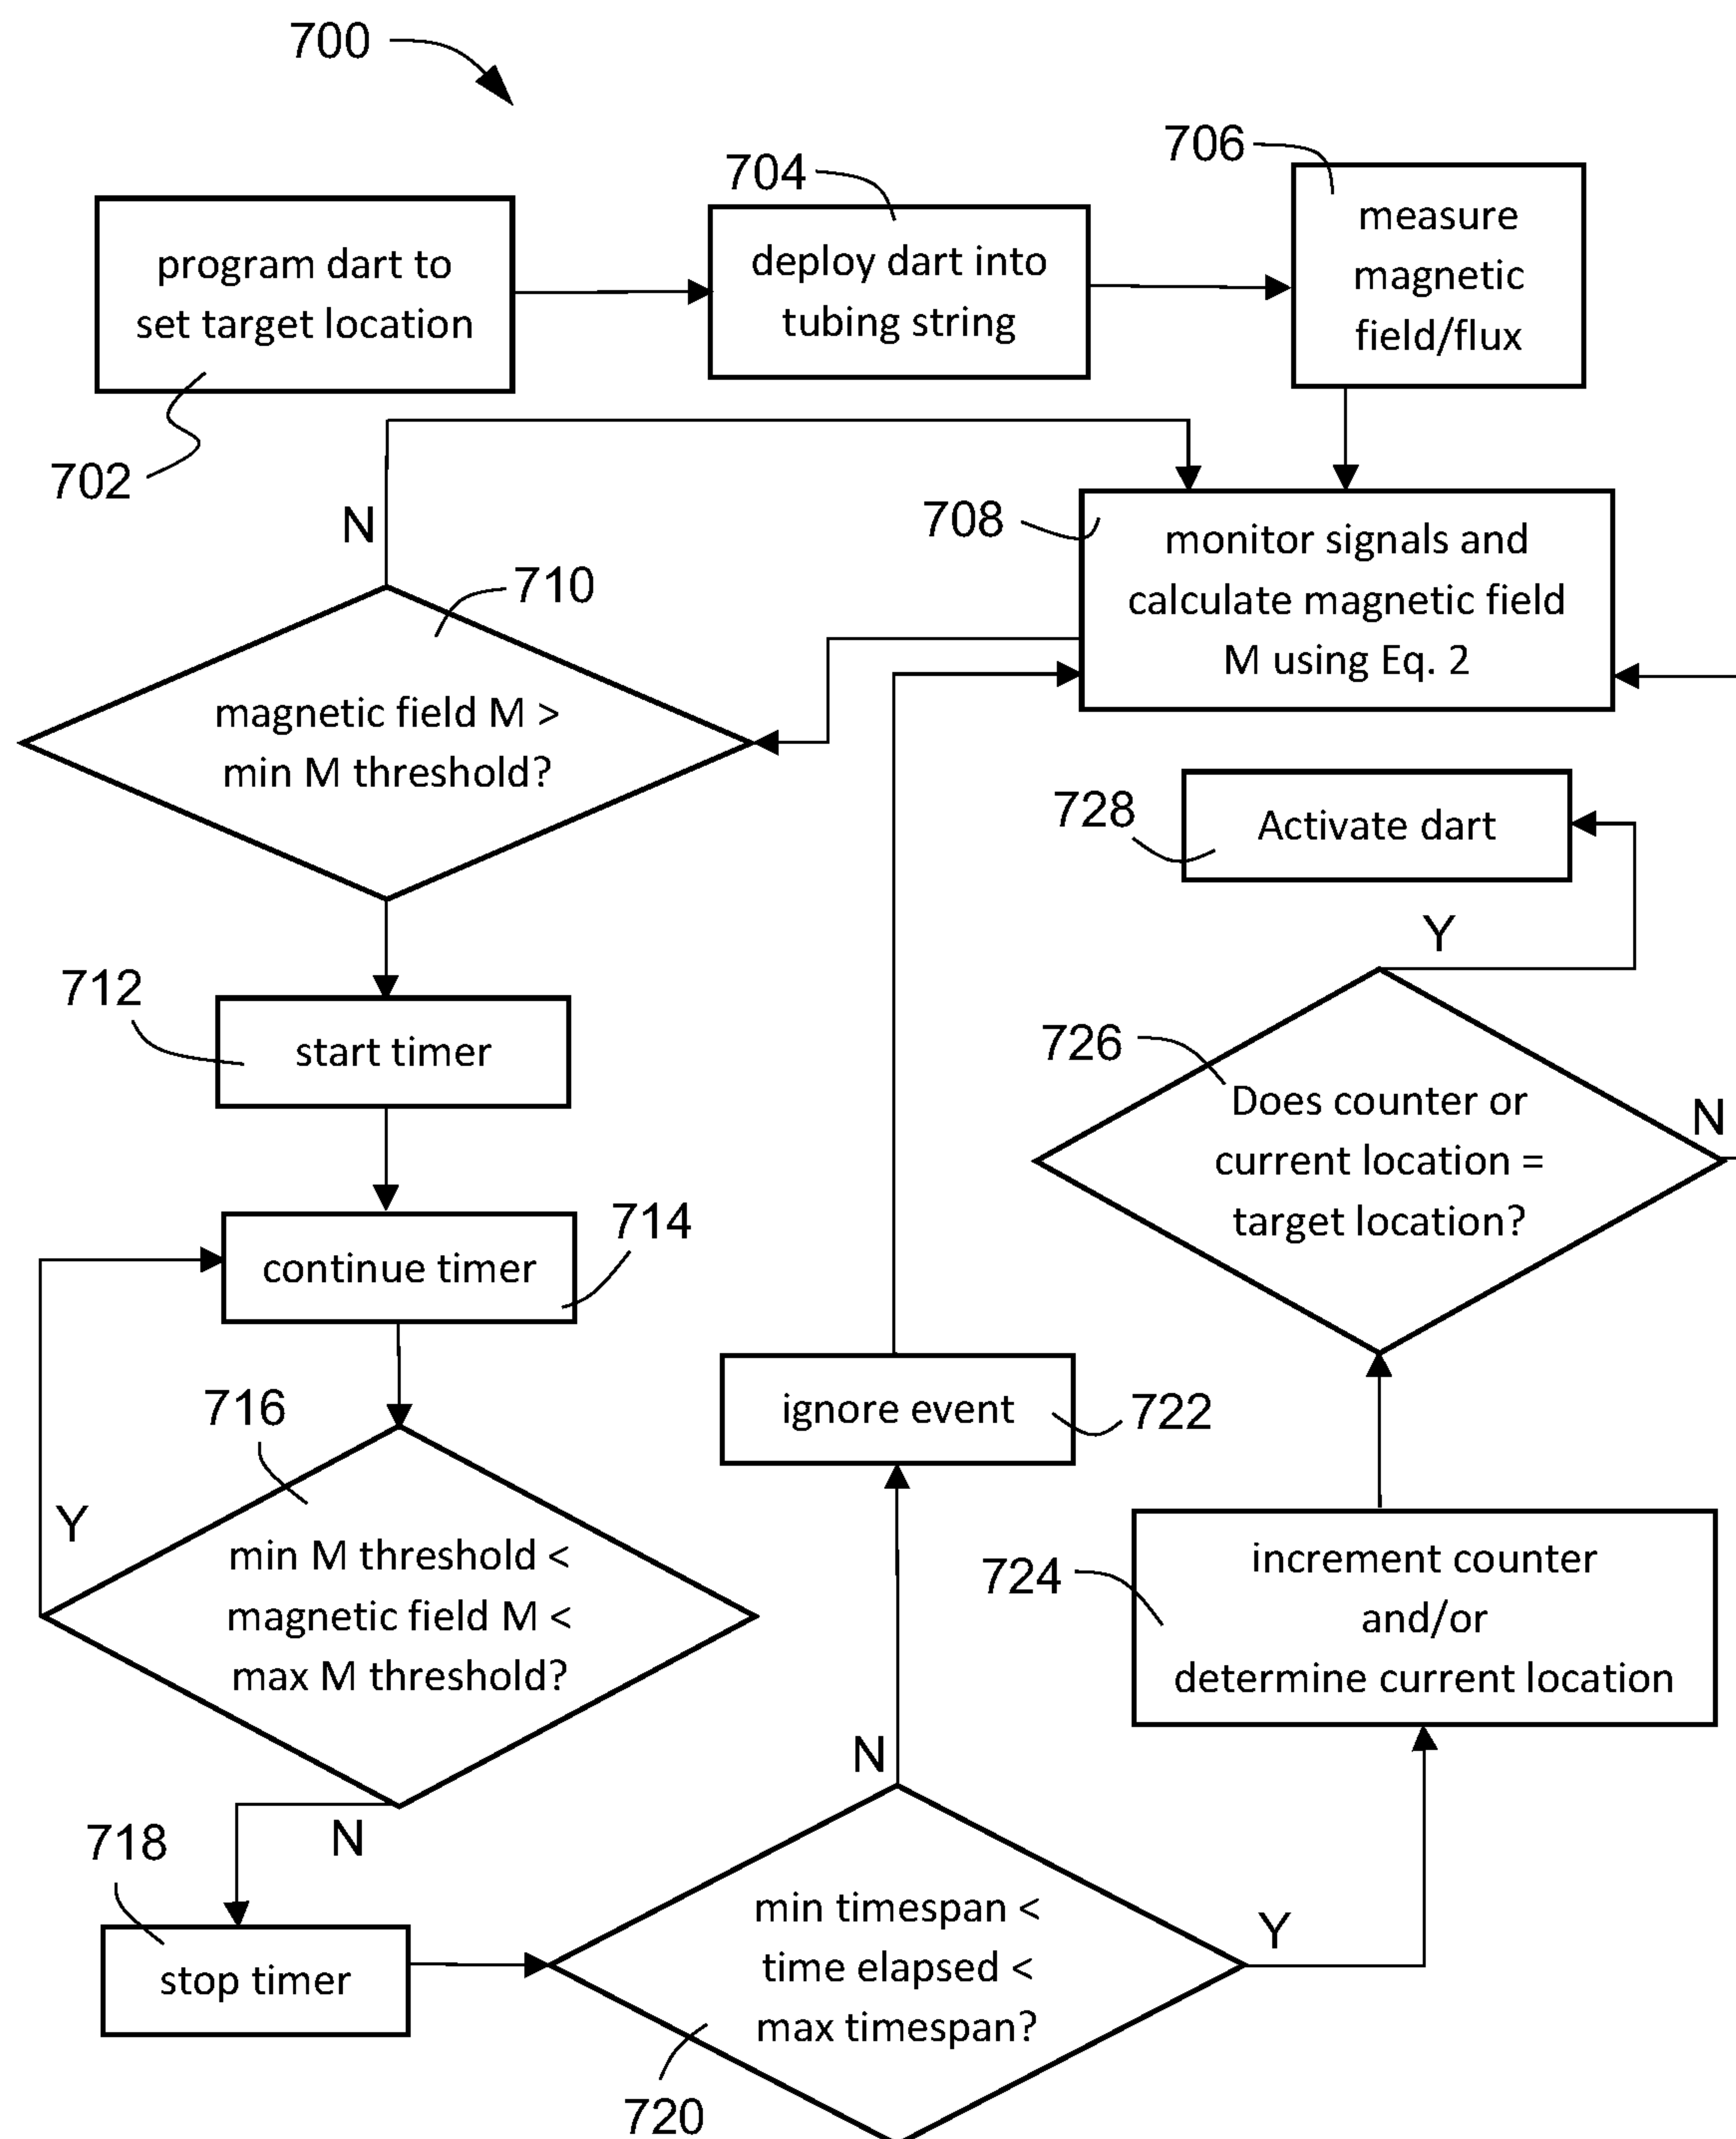 700
702
program dart to
set target location
704
deploy dart into
tubing string
706
measure
magnetic
field/flux
708
monitor signals and
calculate magnetic field
M using Eq. 2
N
710
magnetic field M >
min M threshold?
712
start timer
714
continue timer
716
Y
min M threshold <
magnetic field M <
max M threshold?
N
718
stop timer
720
min timespan <
time elapsed <
max timespan?
N
Y
722
ignore event
724
increment counter
and/or
determine current location
726
Does counter or
current location =
target location?
N
Y
728
Activate dart